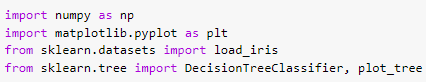 import numpy as np
import matplotlib.pyplot as plt
from sklearn.datasets import load_iris
from sklearn.tree import DecisionTreeClassifier, plot_tree